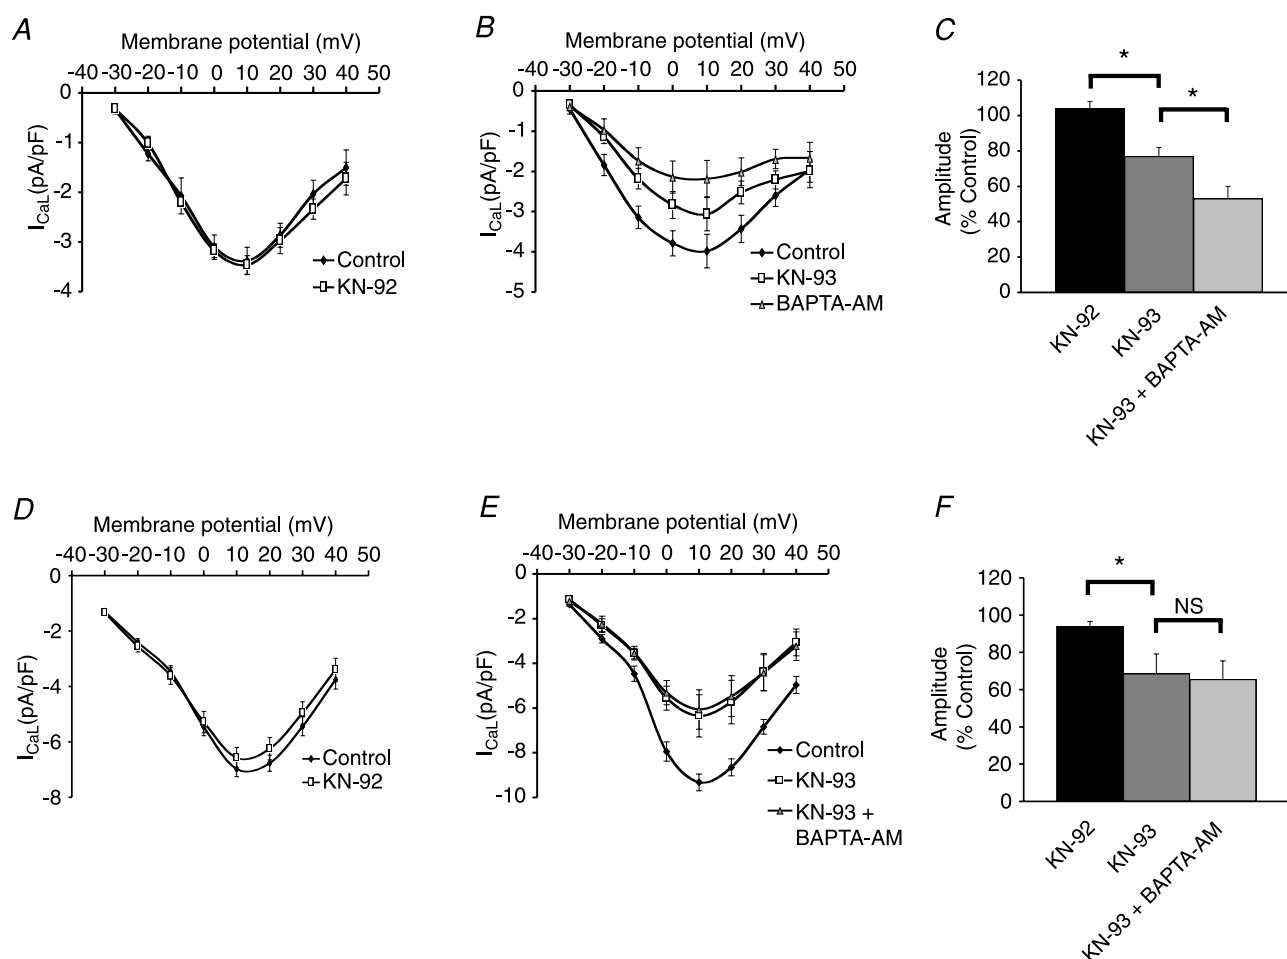 A
Membrane potential (mV)
-40 -30 -20 -10 0 10 20 30 40 50
0
-1
-2
-3
-4
ICaL(pA/pF)
Control
KN-92
B
Membrane potential (mV)
-40 -30 -20 -10 0 10 20 30 40 50
0
-1
-2
-3
-4
-5
ICaL(pA/pF)
Control
KN-93
BAPTA-AM
C
120
100
80
60
40
20
0
Amplitude
(% Control)
*
*
KN-92
KN-93
KN-93 + BAPTA-AM
D
Membrane potential (mV)
-40 -30 -20 -10 0 10 20 30 40 50
0
-2
-4
-6
-8
ICaL(pA/pF)
Control
KN-92
E
Membrane potential (mV)
-40 -30 -20 -10 0 10 20 30 40 50
0
-2
-4
-6
-8
-10
ICaL(pA/pF)
Control
KN-93
KN-93 +
BAPTA-AM
F
120
100
80
60
40
20
0
Amplitude
(% Control)
*
NS
KN-92
KN-93
KN-93 + BAPTA-AM